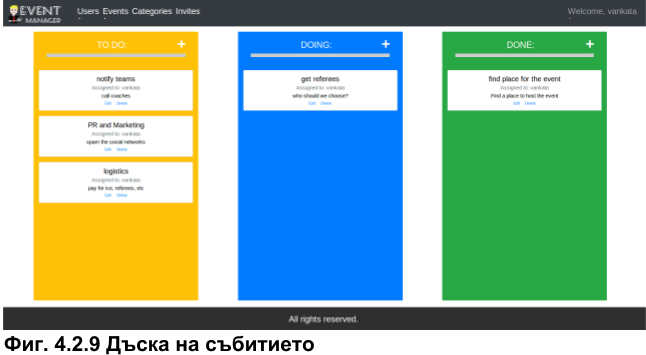 EVENT
MANAGER
Users Events Categories Invites
Welcome, vankata
TO DO: +
notify teams
Assigned to: vankata
call coaches
Edit Delete
PR and Marketing
Assigned to: vankata
spam the social networks
Edit Delete
logistics
Assigned to: vankata
pay for ice, referees, etc
Edit Delete
DOING: +
get referees
Assigned to: vankata
who should we choose?
Edit Delete
DONE: +
find place for the event
Assigned to: vankata
Find a place to host the event
Edit Delete
All rights reserved.
Фиг. 4.2.9 Дъска на събитието